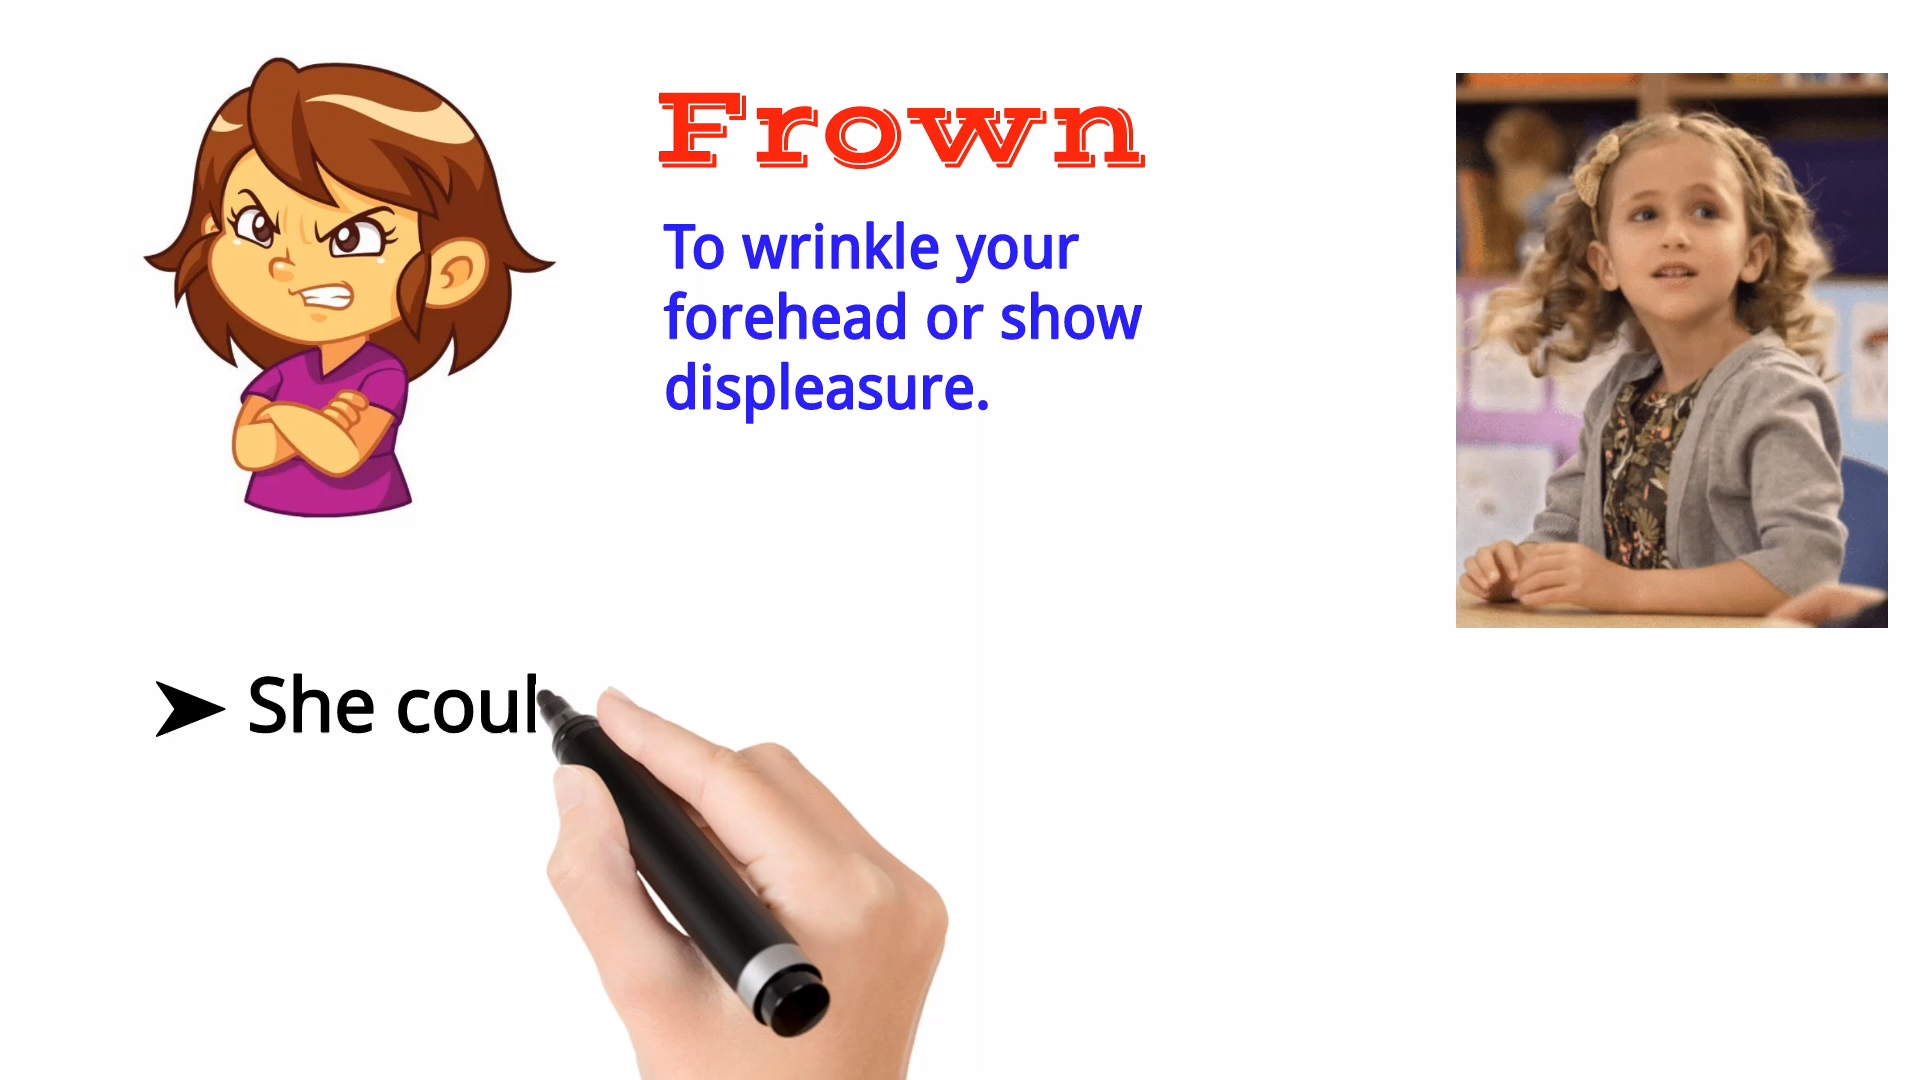 Frown
To wrinkle your
forehead or show
displeasure.
➤ She coul